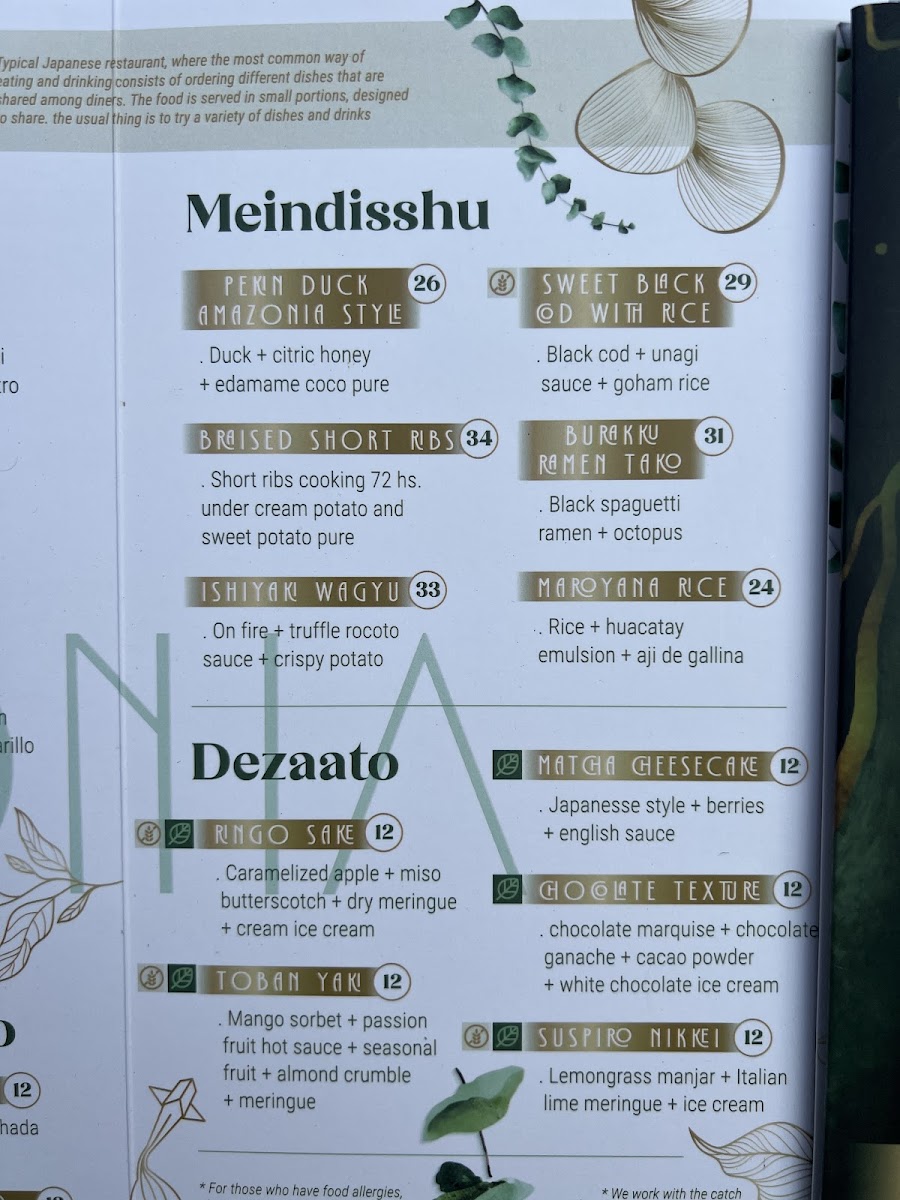 Typical Japanese restaurant, where the most common way of
eating and drinking consists of ordering different dishes that are
shared among diners. The food is served in small portions, designed
to share. the usual thing is to try a variety of dishes and drinks
Meindisshu
PEKIN DUCK
AMAZONIA STYLE
26
. Duck + citric honey
+ edamame coco pure
BRAISED SHORT RIBS 34
. Short ribs cooking 72 hs.
under cream potato and
sweet potato pure
ISHIYAKI WAGYU 33
. On fire + truffle rocoto
sauce + crispy potato
SWEET BLACK
COD WITH RICE
29
. Black cod + unagi
sauce + goham rice
BURAKKU
RAMEN TAKO
31
. Black spaguetti
ramen + octopus
MAROYANA RICE 24
. Rice + huacatay
emulsion + aji de gallina
Dezaato
RINGO SAKE 12
. Caramelized apple + miso
butterscotch + dry meringue
+ cream ice cream
TOBAN YAKI 12
. Mango sorbet + passion
fruit hot sauce + seasonal
fruit + almond crumble
+ meringue
MATCHA CHEESECAKE 12
. Japanesse style + berries
+ english sauce
CHOCOLATE TEXTURE 12
. chocolate marquise + chocolate
ganache + cacao powder
+ white chocolate ice cream
SUSPIRO NIKKEI 12
. Lemongrass manjar + Italian
lime meringue + ice cream
* For those who have food allergies,
* We work with the catch
NIA
12